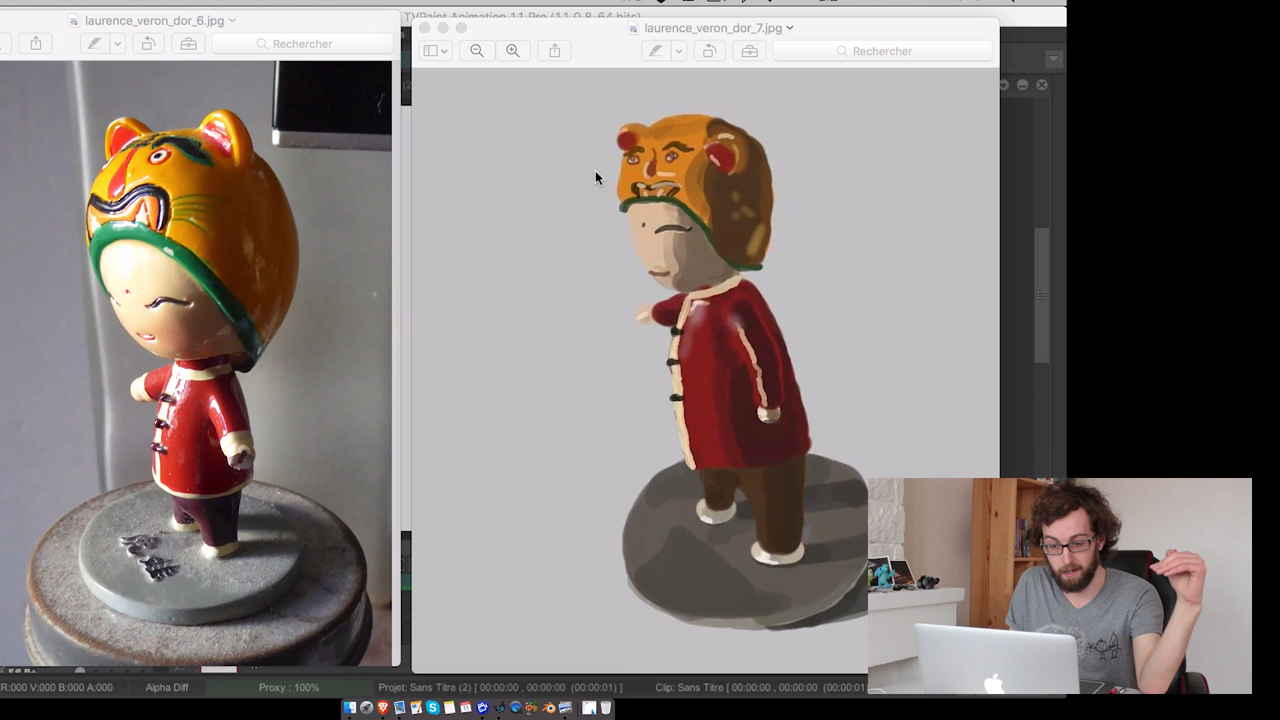 TVPaint Animation 11 Pro (11.0.8-64 bits)
laurence_veron_dor_6.jpg
laurence_veron_dor_7.jpg
Rechercher
Rechercher
R:000 V:000 B:000 A:000
Alpha Diff
Proxy : 100%
Projet: Sans Titre (2) [ 00:00:00 , 00:00:00 (00:00:01) ]
Clip: Sans Titre [ 00:00:00 , 00:00:00 (00:00:01)